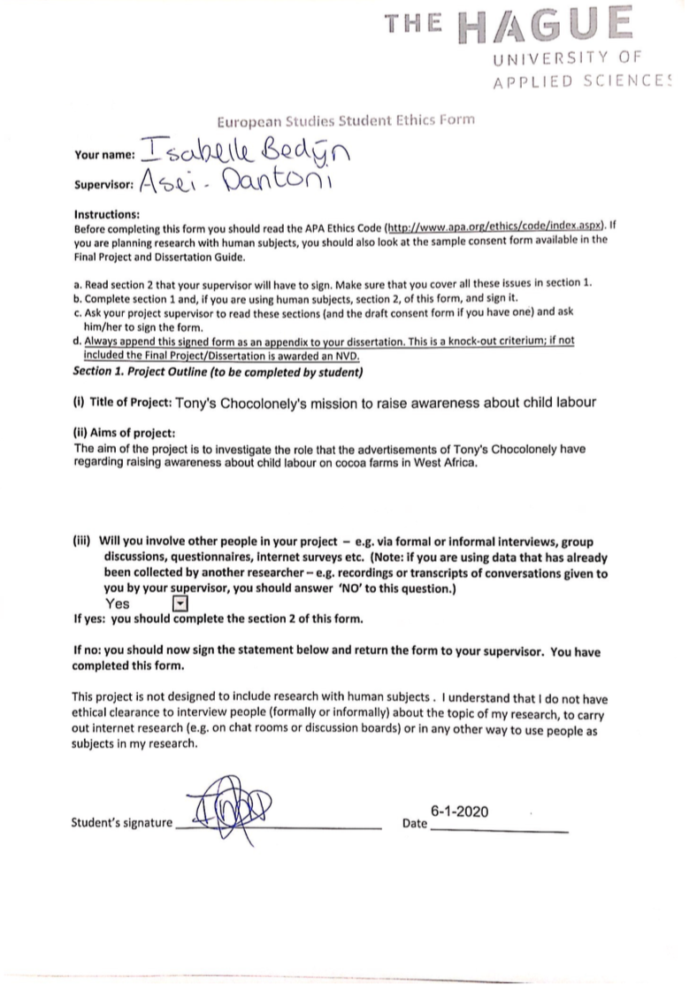 THE HAGUE
UNIVERSITY OF
APPLIED SCIENCES
European Studies Student Ethics Form
Your name: Isabelle Bedijn
Supervisor: Asei - Dantoni
Instructions:
Before completing this form you should read the APA Ethics Code (http://www.apa.org/ethics/code/index.aspx). If
you are planning research with human subjects, you should also look at the sample consent form available in the
Final Project and Dissertation Guide.
a. Read section 2 that your supervisor will have to sign. Make sure that you cover all these issues in section 1.
b. Complete section 1 and, if you are using human subjects, section 2, of this form, and sign it.
c. Ask your project supervisor to read these sections (and the draft consent form if you have one) and ask
him/her to sign the form.
d. Always append this signed form as an appendix to your dissertation. This is a knock-out criterium; if not
included the Final Project/Dissertation is awarded an NVD.
Section 1. Project Outline (to be completed by student)
(i) Title of Project: Tony's Chocolonely's mission to raise awareness about child labour
(ii) Aims of project:
The aim of the project is to investigate the role that the advertisements of Tony's Chocolonely have
regarding raising awareness about child labour on cocoa farms in West Africa.
(iii) Will you involve other people in your project – e.g. via formal or informal interviews, group
discussions, questionnaires, internet surveys etc. (Note: if you are using data that has already
been collected by another researcher – e.g. recordings or transcripts of conversations given to
you by your supervisor, you should answer 'NO' to this question.)
Yes
If yes: you should complete the section 2 of this form.
If no: you should now sign the statement below and return the form to your supervisor. You have
completed this form.
This project is not designed to include research with human subjects . I understand that I do not have
ethical clearance to interview people (formally or informally) about the topic of my research, to carry
out internet research (e.g. on chat rooms or discussion boards) or in any other way to use people as
subjects in my research.
Student's signature
Date 6-1-2020